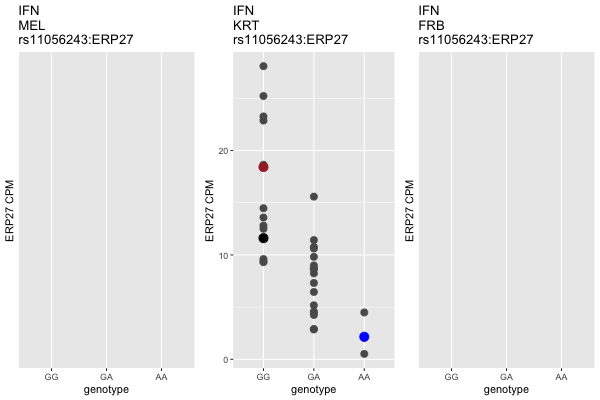 IFN
MEL
rs11056243:ERP27
ERP27 CPM
GG GA AA
genotype
IFN
KRT
rs11056243:ERP27
ERP27 CPM
20
10
0
GG GA AA
genotype
IFN
FRB
rs11056243:ERP27
ERP27 CPM
GG GA AA
genotype